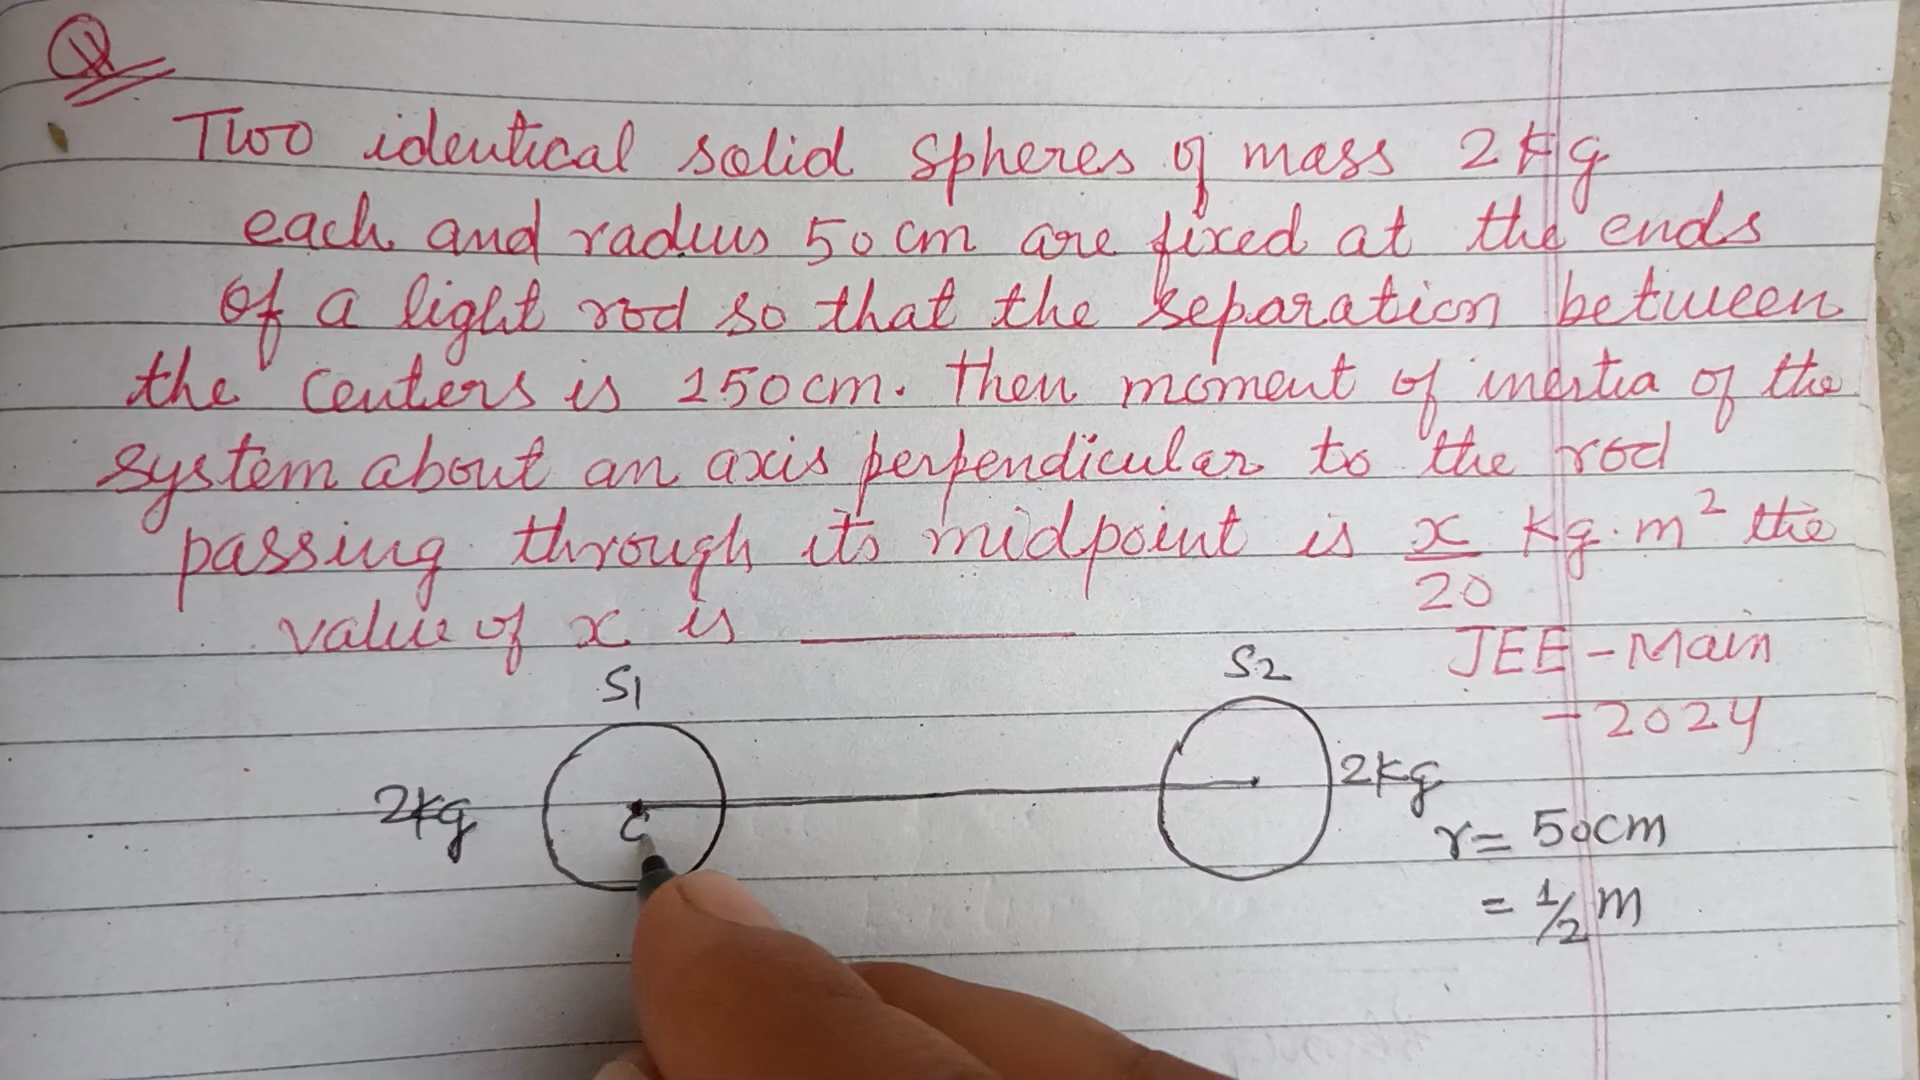 Q
Two identical solid spheres of mass 2kg
each and radius 50 cm are fixed at the ends
of a light rod so that the separation between
the centers is 150cm. Then moment of inertia of the
system about an axis perpendicular to the rod
passing through its midpoint is x/20 kg·m² the
value of x is ________
JEE-Main
-2024
S1
S2
2kg
2kg
r = 50cm
= 1/2 m
c